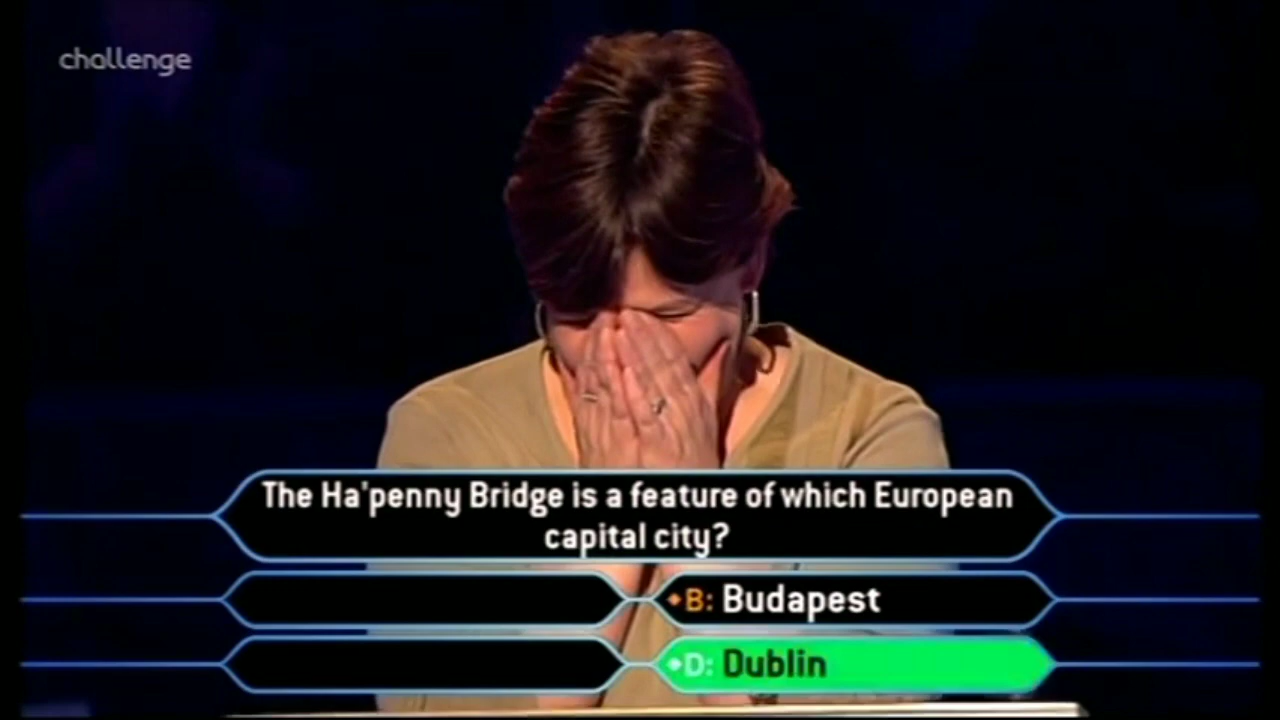 challenge
The Ha'penny Bridge is a feature of which European
capital city?
B: Budapest
D: Dublin